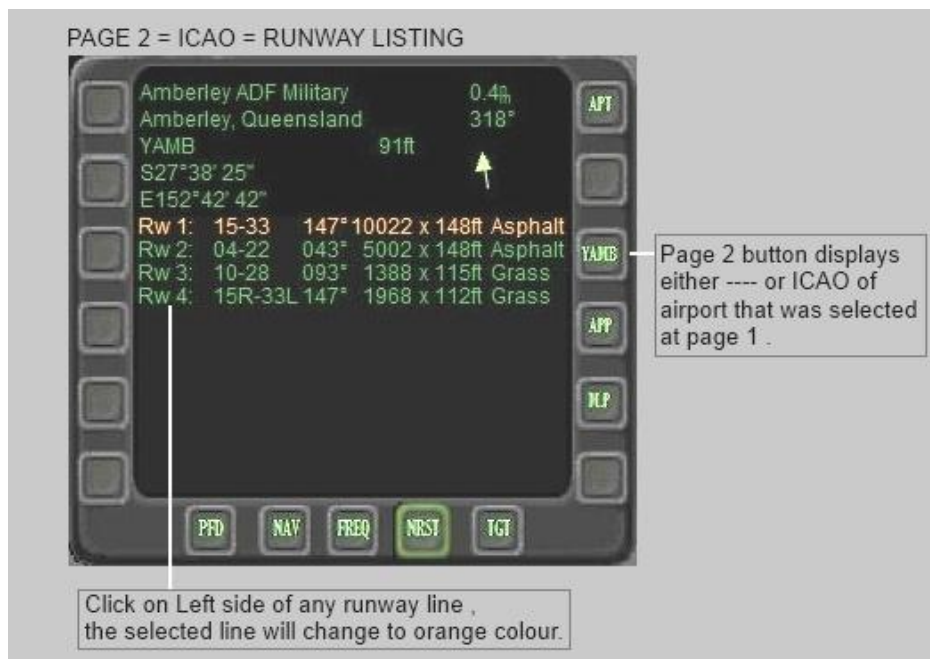 PAGE 2 = ICAO = RUNWAY LISTING
Amberley ADF Military 0.4nm
Amberley, Queensland 318°
YAMB 91ft
S27°38' 25"
E152°42' 42"
Rw 1: 15-33 147° 10022 x 148ft Asphalt
Rw 2: 04-22 043° 5002 x 148ft Asphalt
Rw 3: 10-28 093° 1388 x 115ft Grass
Rw 4: 15R-33L 147° 1968 x 112ft Grass
APT
YAMB
APP
DLP
PFD NAV FREQ NRST TGT
Page 2 button displays
either ---- or ICAO of
airport that was selected
at page 1 .
Click on Left side of any runway line ,
the selected line will change to orange colour.